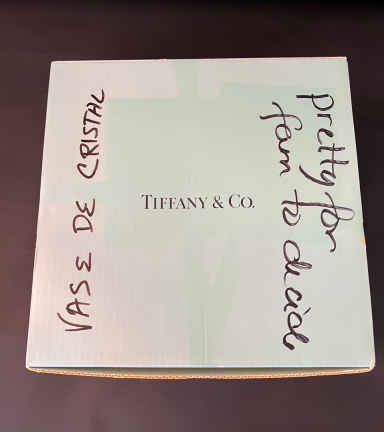 VASE DE CRISTAL
TIFFANY & CO.
pretty for
fam to decide